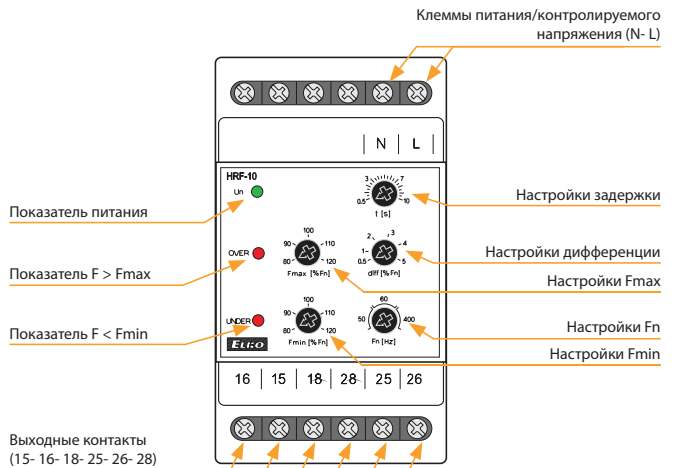 Клеммы питания/контролируемого
напряжения (N- L)
N L
HRF-10
Un
3 7
0.5 10
t [s]
Показатель питания
Настройки задержки
OVER
100
90 110
80 120
Fmax [%Fn]
2 3
1 4
0.5 5
diff [%Fn]
Настройки дифференции
Показатель F > Fmax
Настройки Fmax
UNDER
100
90 110
80 120
Fmin [%Fn]
60
50 400
Fn [Hz]
Показатель F < Fmin
Настройки Fn
Настройки Fmin
ELKO
16 15 18 28 25 26
Выходные контакты
(15- 16- 18- 25- 26- 28)